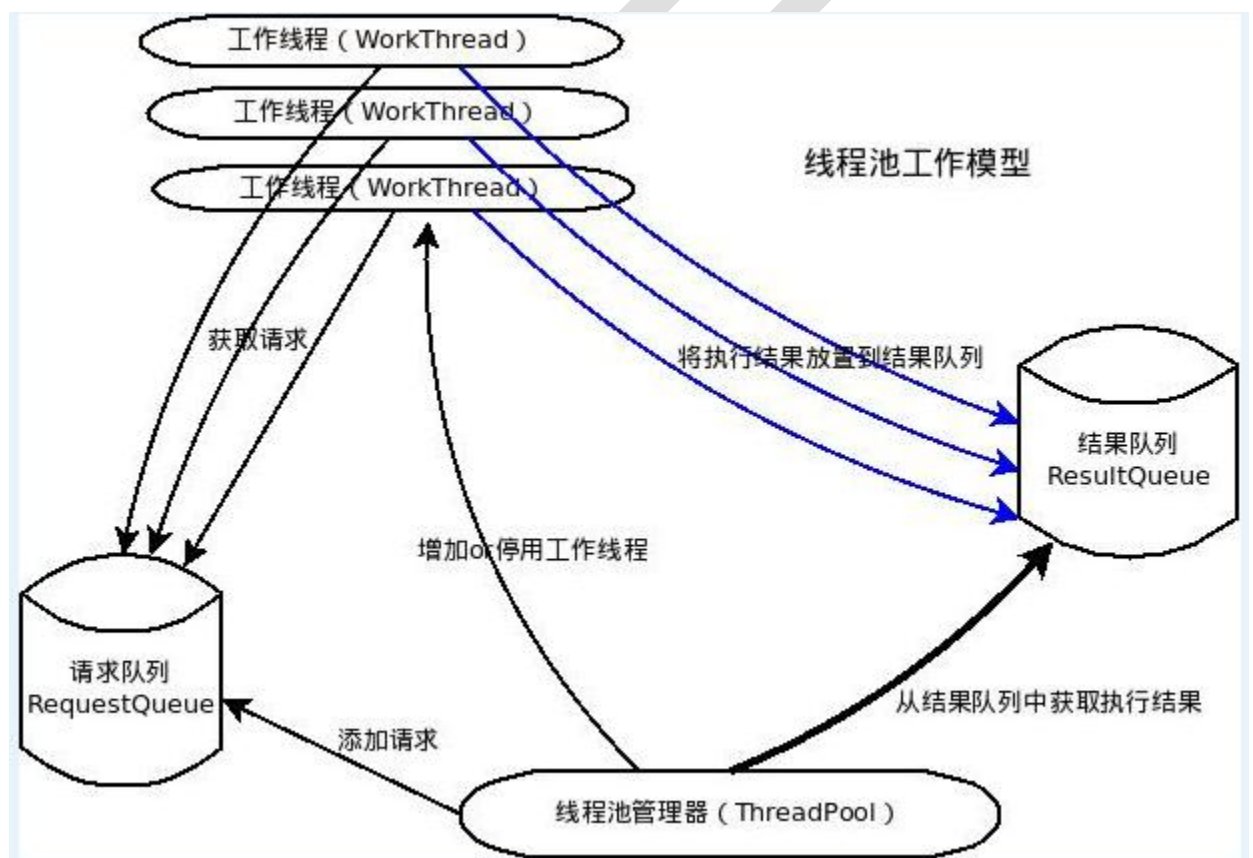 工作线程（WorkThread）
工作线程（WorkThread）
工作线程（WorkThread）
线程池工作模型
获取请求
将执行结果放置到结果队列
结果队列
ResultQueue
增加or停用工作线程
请求队列
RequestQueue
从结果队列中获取执行结果
添加请求
线程池管理器（ThreadPool）